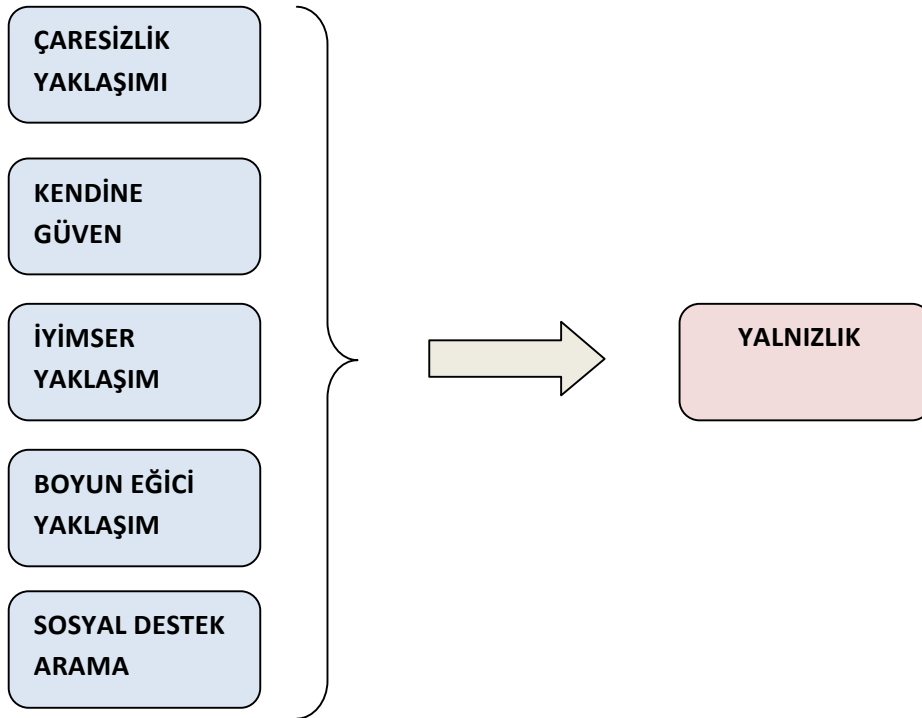 ÇARESİZLİK
YAKLAŞIMI
KENDİNE
GÜVEN
İYİMSER
YAKLAŞIM
YALNIZLIK
BOYUN EĞİCİ
YAKLAŞIM
SOSYAL DESTEK
ARAMA